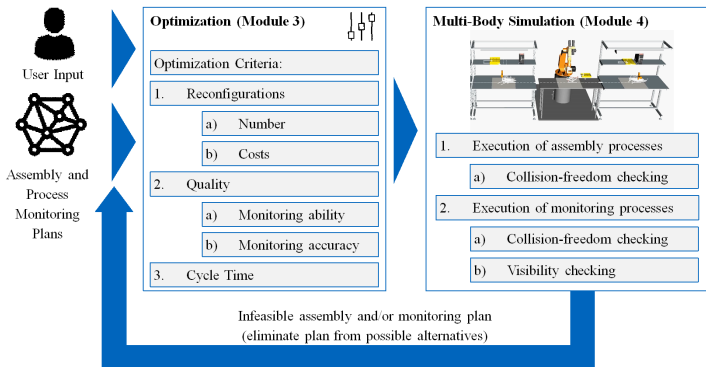 User Input
Assembly and
Process
Monitoring
Plans
Optimization (Module 3)
Optimization Criteria:
1. Reconfigurations
a) Number
b) Costs
2. Quality
a) Monitoring ability
b) Monitoring accuracy
3. Cycle Time
Multi-Body Simulation (Module 4)
1. Execution of assembly processes
a) Collision-freedom checking
2. Execution of monitoring processes
a) Collision-freedom checking
b) Visibility checking
Infeasible assembly and/or monitoring plan
(eliminate plan from possible alternatives)